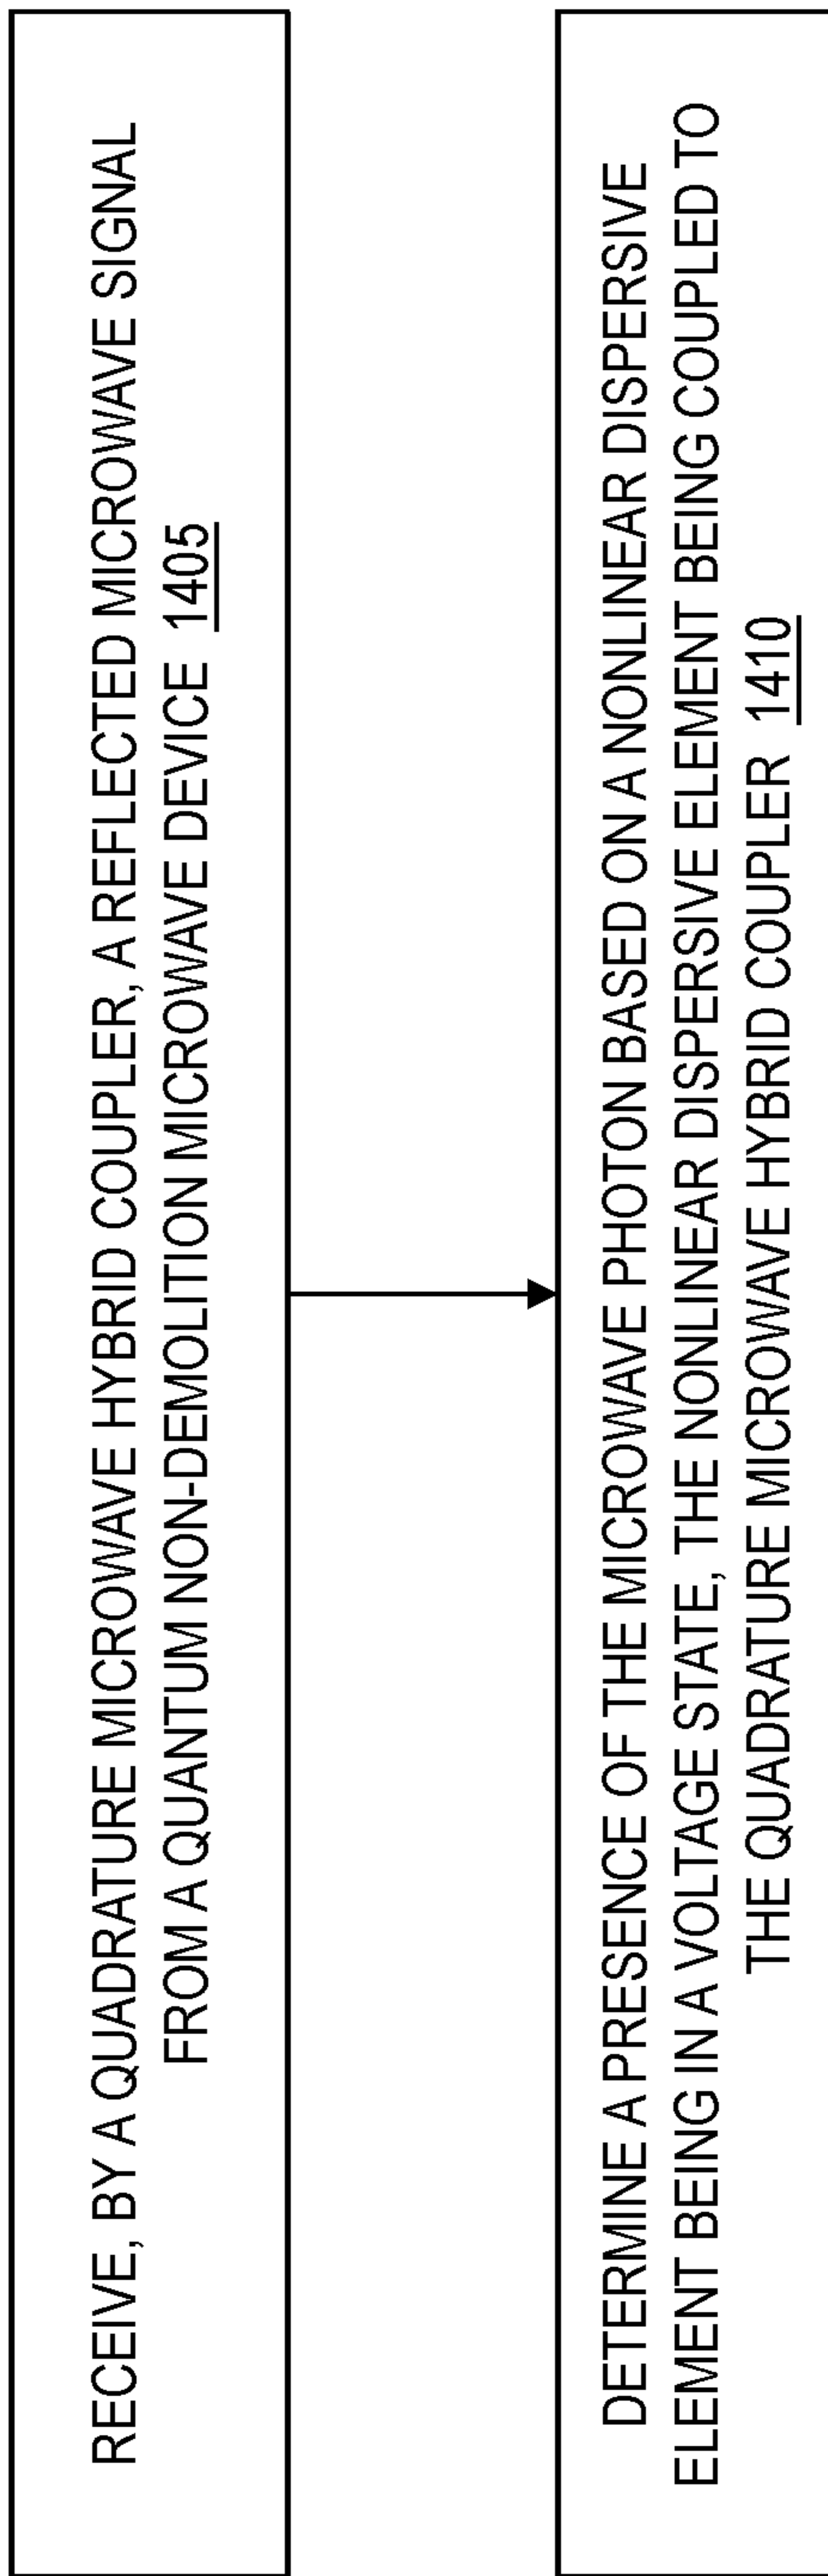 RECEIVE, BY A QUADRATURE MICROWAVE HYBRID COUPLER, A REFLECTED MICROWAVE SIGNAL
FROM A QUANTUM NON-DEMOLITION MICROWAVE DEVICE 1405
DETERMINE A PRESENCE OF THE MICROWAVE PHOTON BASED ON A NONLINEAR DISPERSIVE
ELEMENT BEING IN A VOLTAGE STATE, THE NONLINEAR DISPERSIVE ELEMENT BEING COUPLED TO
THE QUADRATURE MICROWAVE HYBRID COUPLER 1410